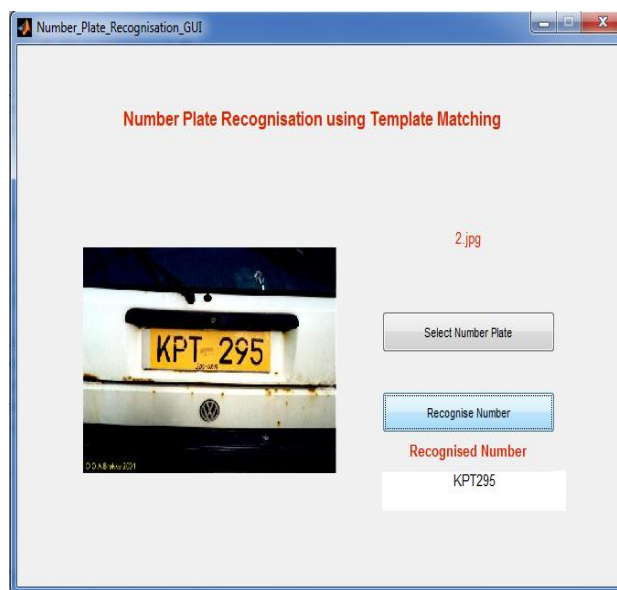 Number_Plate_Recognisation_GUI
Number Plate Recognisation using Template Matching
2.jpg
KPT 295
Select Number Plate
Recognise Number
Recognised Number
KPT295